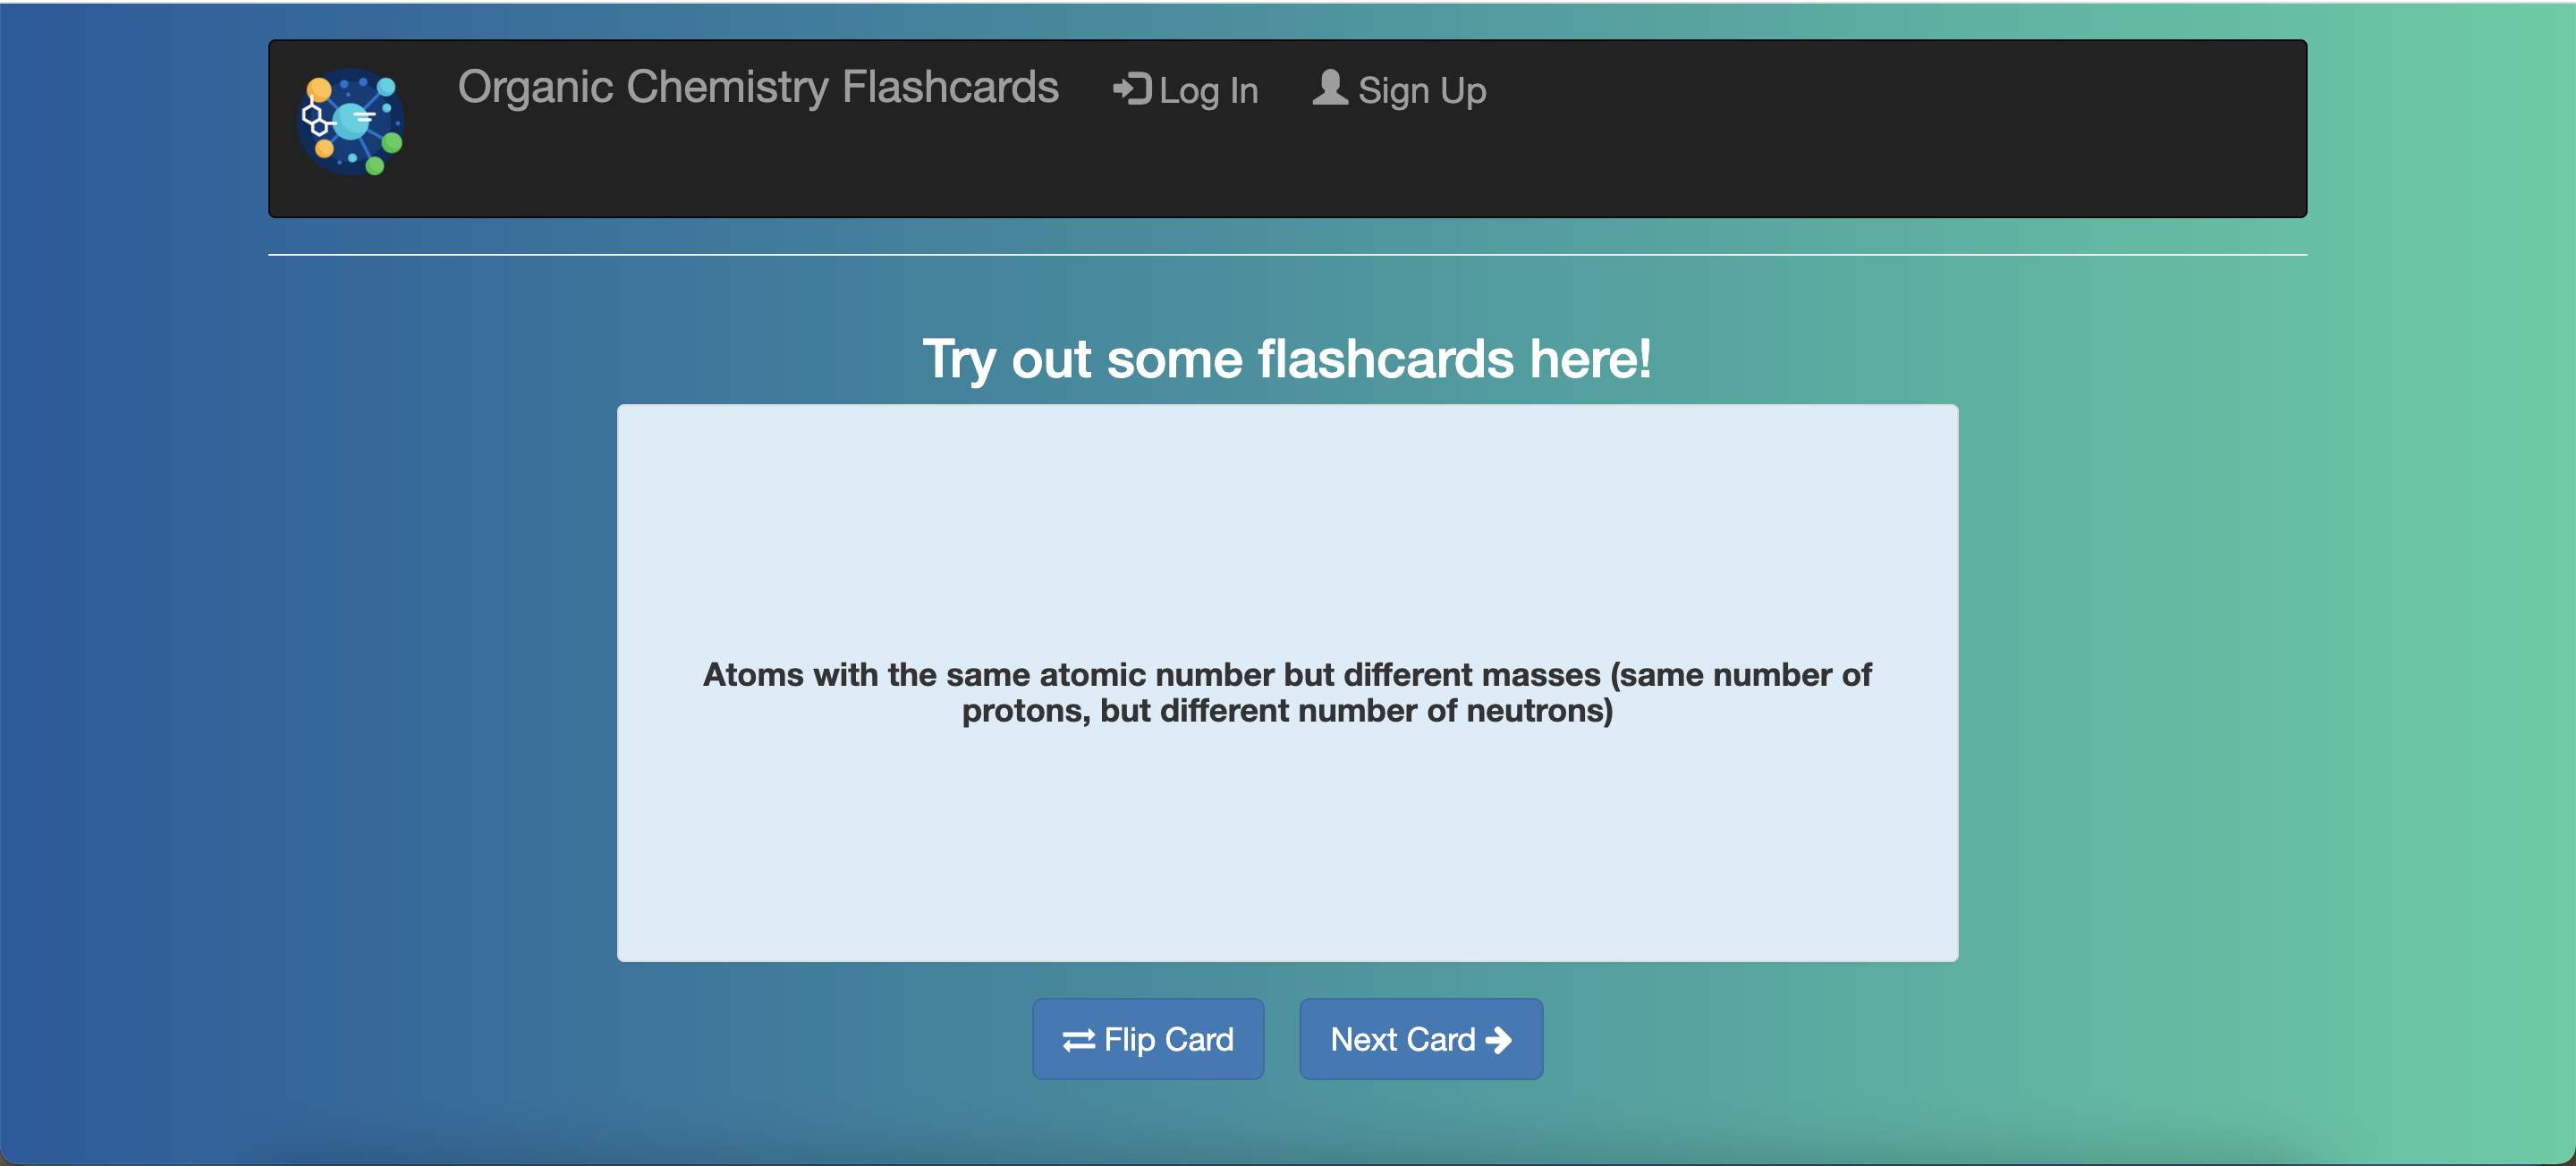 Organic Chemistry Flashcards Log In Sign Up
Try out some flashcards here!
Atoms with the same atomic number but different masses (same number of
protons, but different number of neutrons)
Flip Card Next Card